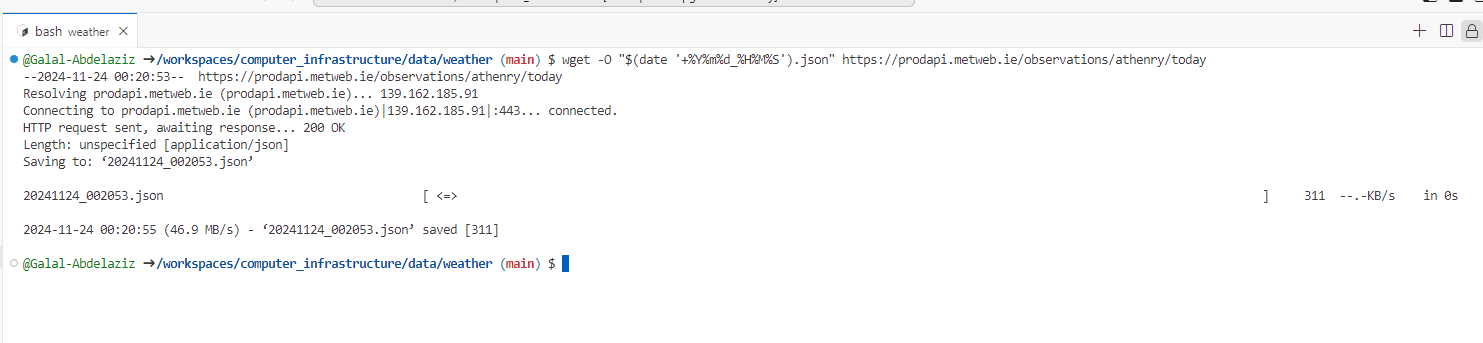 bash weather
@Galal-Abdelaziz ➜/workspaces/computer_infrastructure/data/weather (main) $ wget -O "$(date '+%Y%m%d_%H%M%S').json" https://prodapi.metweb.ie/observations/athenry/today
--2024-11-24 00:20:53--  https://prodapi.metweb.ie/observations/athenry/today
Resolving prodapi.metweb.ie (prodapi.metweb.ie)... 139.162.185.91
Connecting to prodapi.metweb.ie (prodapi.metweb.ie)|139.162.185.91|:443... connected.
HTTP request sent, awaiting response... 200 OK
Length: unspecified [application/json]
Saving to: ‘20241124_002053.json’
20241124_002053.json [ <=> ] 311 --.-KB/s in 0s
2024-11-24 00:20:55 (46.9 MB/s) - ‘20241124_002053.json’ saved [311]
@Galal-Abdelaziz ➜/workspaces/computer_infrastructure/data/weather (main) $